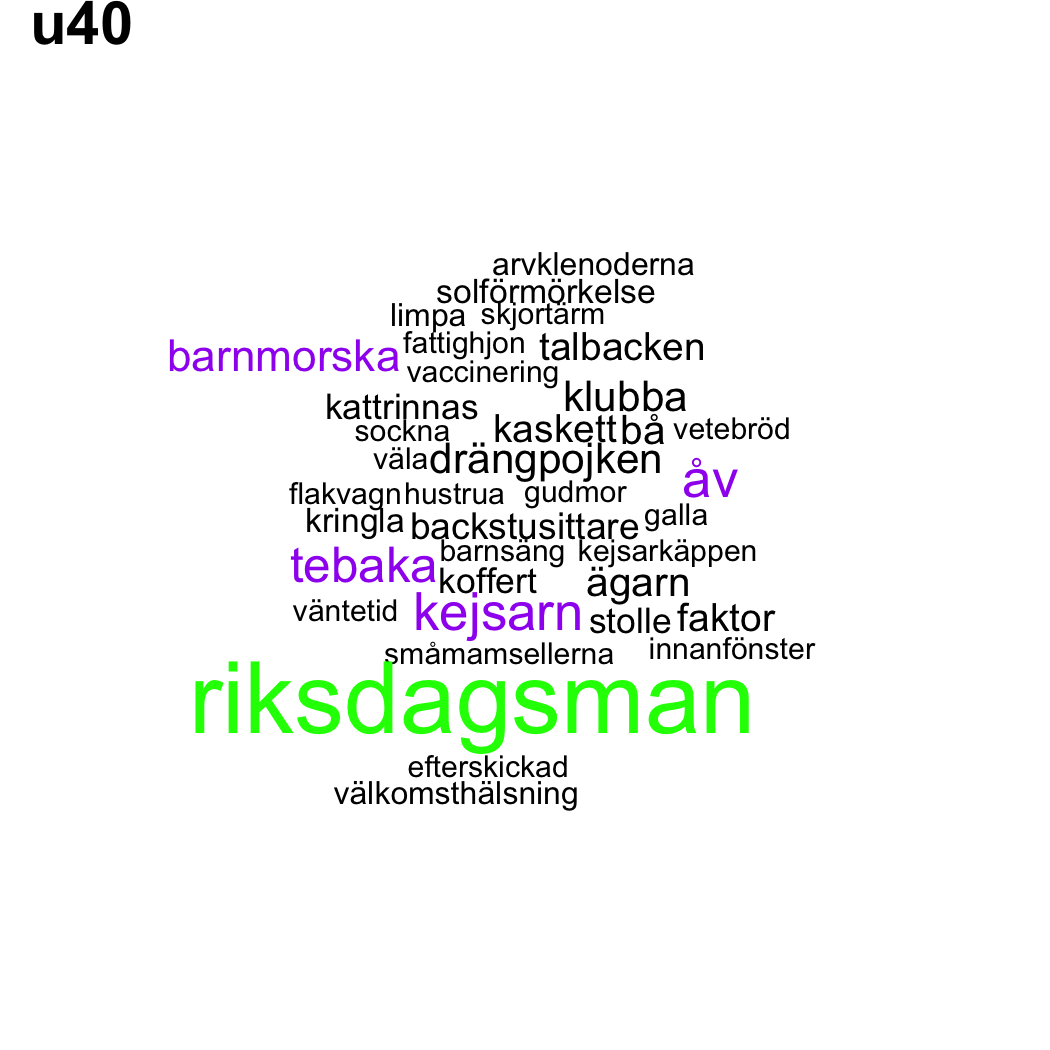 u40
arvklenoderna
solförmörkelse
limpa skjortärm
barnmorska fattighjon talbacken
vaccinering
kattrinnas klubba
sockna kaskett bå vetebröd
väla drängpojken åv
flakvagn hustrua gudmor
kringla backstusittare galla
tebaka barnsäng kejsarkäppen
koffert ägarn
väntetid kejsarn stolle faktor
småmamsellerna innanfönster
riksdagsman
efterskickad
välkomsthälsning